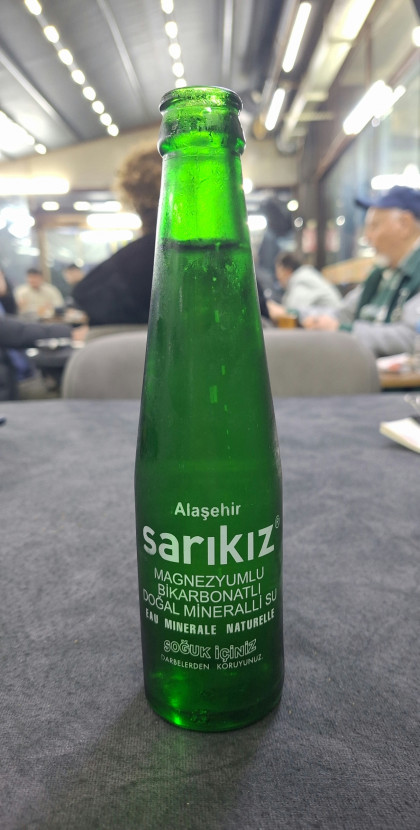 Alaşehir
sarıkız®
MAGNEZYUMLU
BİKARBONATLI
DOĞAL MİNERALLİ SU
EAU MINERALE NATURELLE
SOĞUK İÇİNİZ
DARBELERDEN KORUYUNUZ.